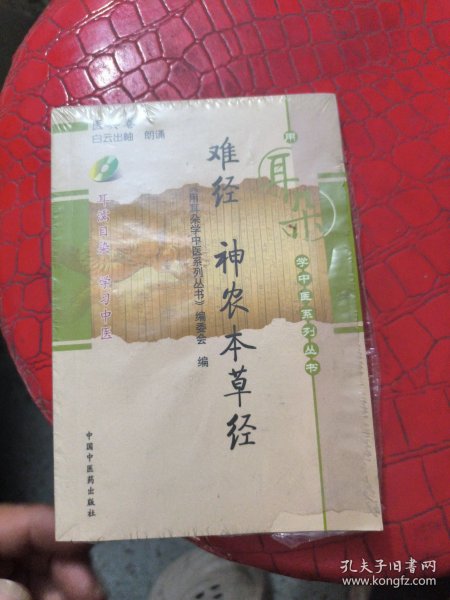 用
耳朵
学中医系列丛书
难经
神农本草经
《用耳朵学中医系列丛书》编委会 编
白云出岫 朗诵
耳濡目染 学习中医
中国中医药出版社
孔夫子旧书网
www.kongfz.com